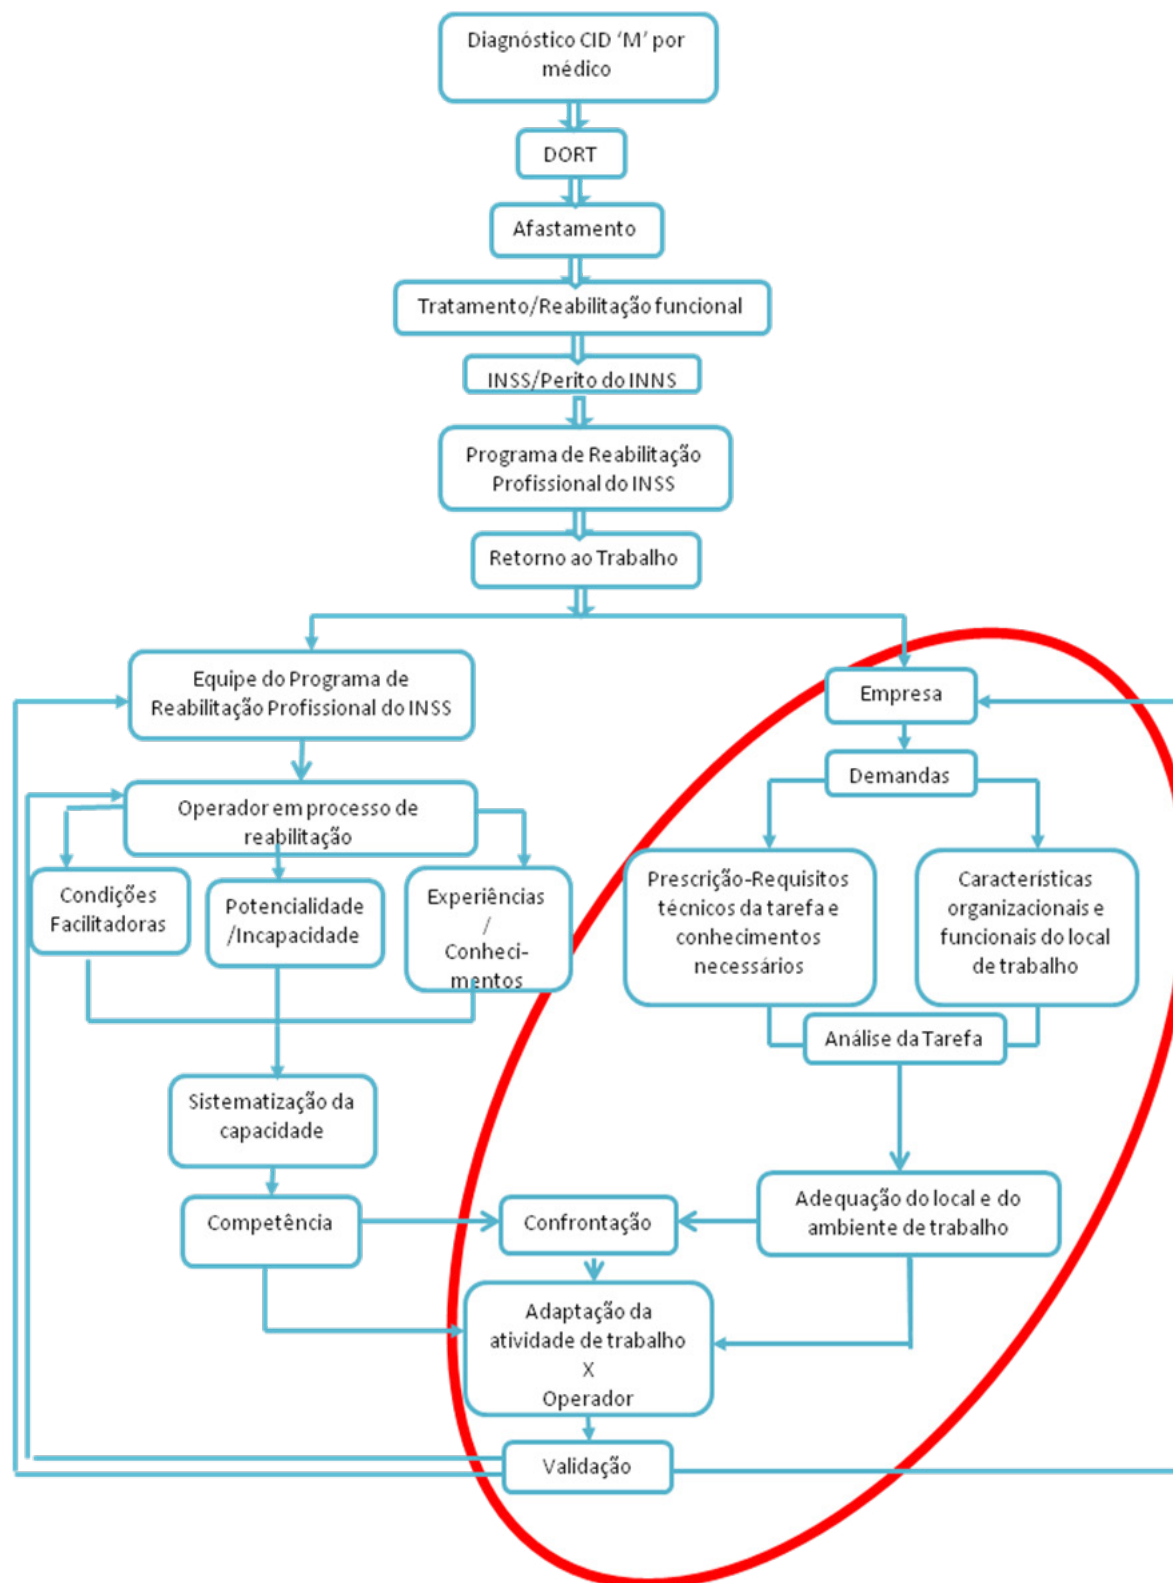 Diagnóstico CID ‘M’ por
médico
DORT
Afastamento
Tratamento/Reabilitação funcional
INSS/Perito do INNS
Programa de Reabilitação
Profissional do INSS
Retorno ao Trabalho
Equipe do Programa de
Reabilitação Profissional do INSS
Operador em processo de
reabilitação
Condições
Facilitadoras
Potencialidade
/Incapacidade
Experiências
/
Conheci-
mentos
Sistematização da
capacidade
Competência
Empresa
Demandas
Prescrição-Requisitos
técnicos da tarefa e
conhecimentos
necessários
Características
organizacionais e
funcionais do local
de trabalho
Análise da Tarefa
Adequação do local e do
ambiente de trabalho
Confrontação
Adaptação da
atividade de trabalho
X
Operador
Validação